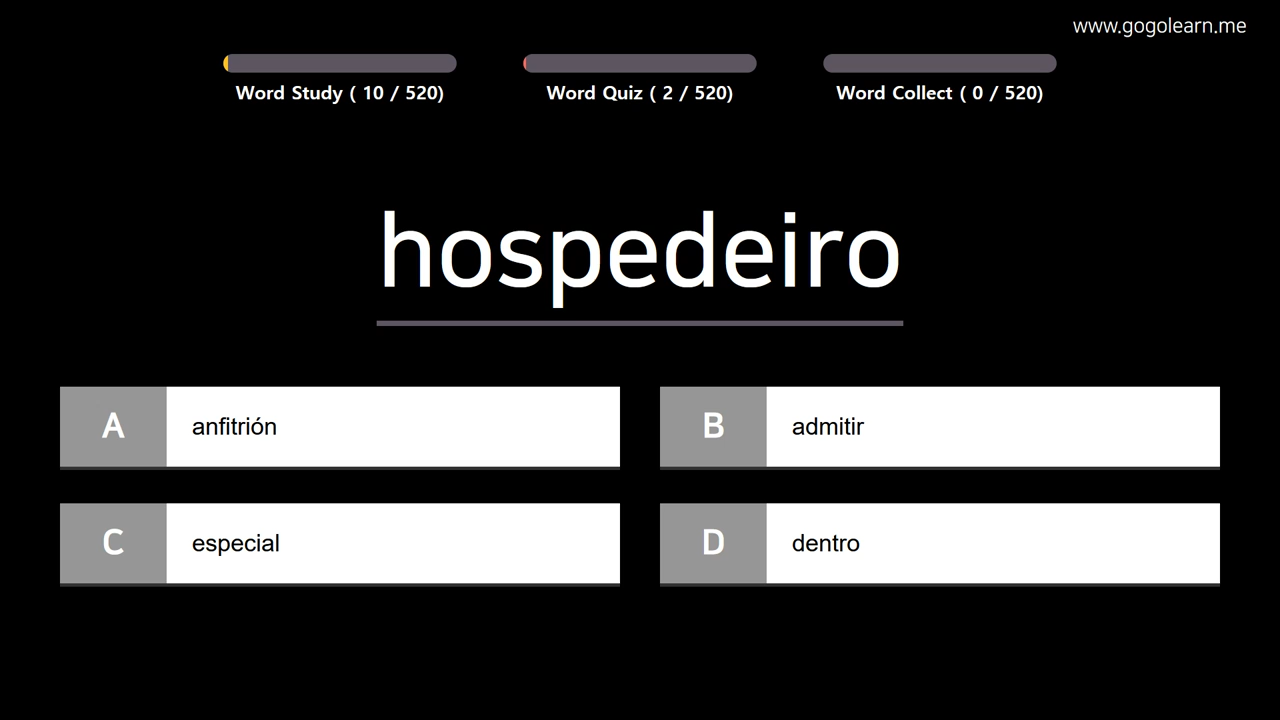 www.gogolearn.me
Word Study ( 10 / 520)
Word Quiz ( 2 / 520)
Word Collect ( 0 / 520)
hospedeiro
A anfitrión
B admitir
C especial
D dentro